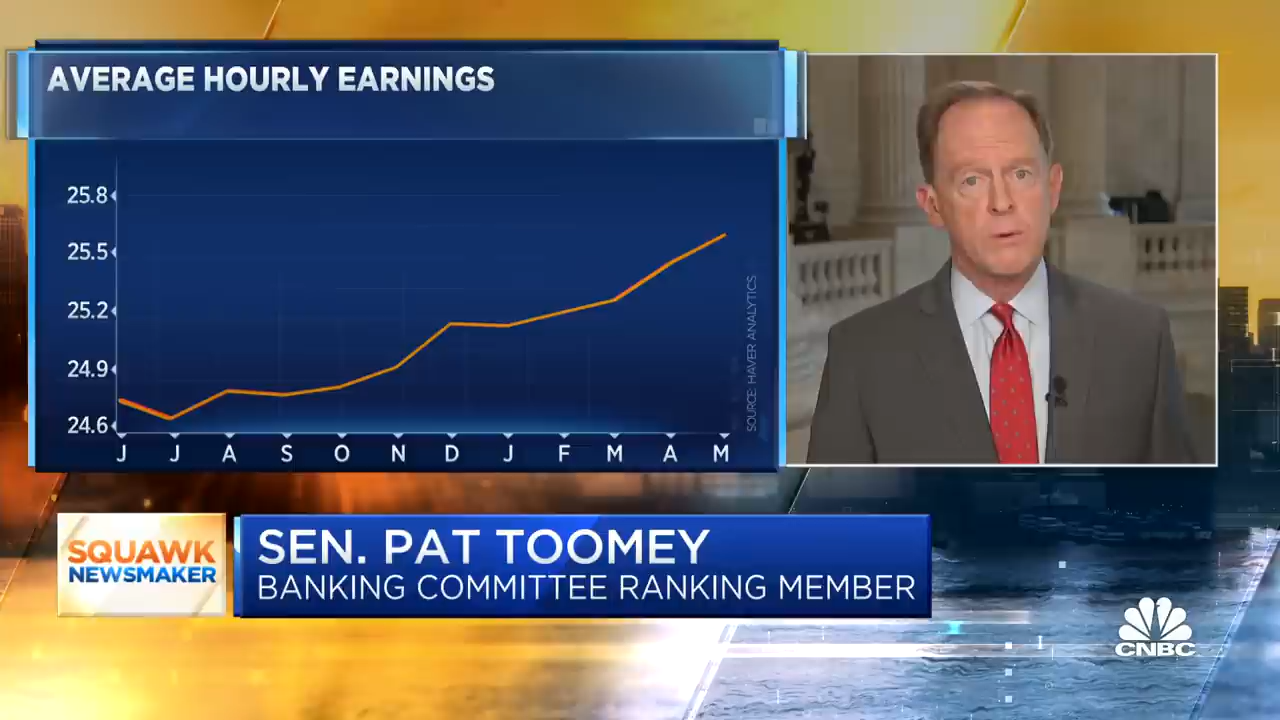 AVERAGE HOURLY EARNINGS
25.8
25.5
25.2
24.9
24.6
J J A S O N D J F M A M
SOURCE: HAVER ANALYTICS
SQUAWK
NEWSMAKER
SEN. PAT TOOMEY
BANKING COMMITTEE RANKING MEMBER
CNBC